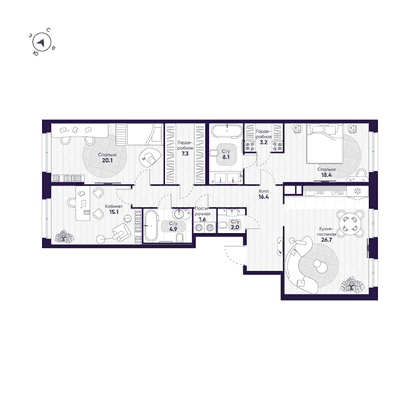 С
В
З
Ю
Спальня
20.1
Гарде-
робная
7.3
С/у
6.1
Гарде-
робная
3.2
Спальня
18.4
Кабинет
15.1
С/у
4.9
Пости-
рочная
1.6
С/у
2.0
Холл
16.4
Кухня-
гостиная
26.7